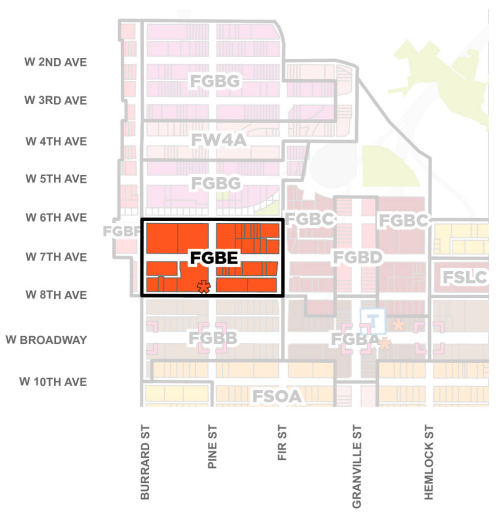 W 2ND AVE
FGBG
W 3RD AVE
W 4TH AVE
FW4A
W 5TH AVE
FGBG
W 6TH AVE
FGBC
FGBC
FGBF
W 7TH AVE
FGBE
FGBD
FSLC
W 8TH AVE
T
W BROADWAY
FGBB
FGBA
W 10TH AVE
FSOA
BURRARD ST
PINE ST
FIR ST
GRANVILLE ST
HEMLOCK ST